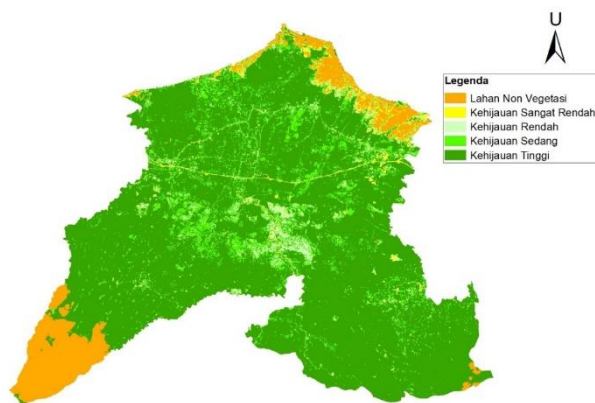 U
Legenda
Lahan Non Vegetasi
Kehijauan Sangat Rendah
Kehijauan Rendah
Kehijauan Sedang
Kehijauan Tinggi